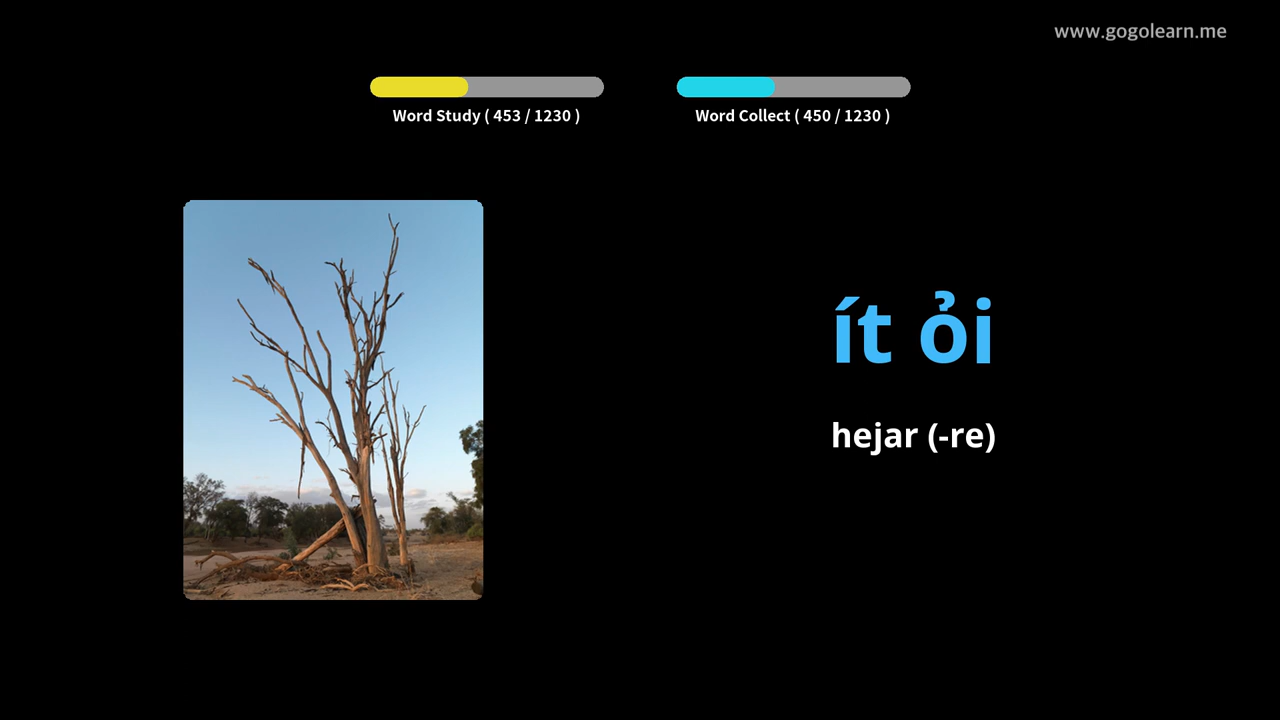 www.gogolearn.me
Word Study ( 453 / 1230 )
Word Collect ( 450 / 1230 )
ít ỏi
hejar (-re)